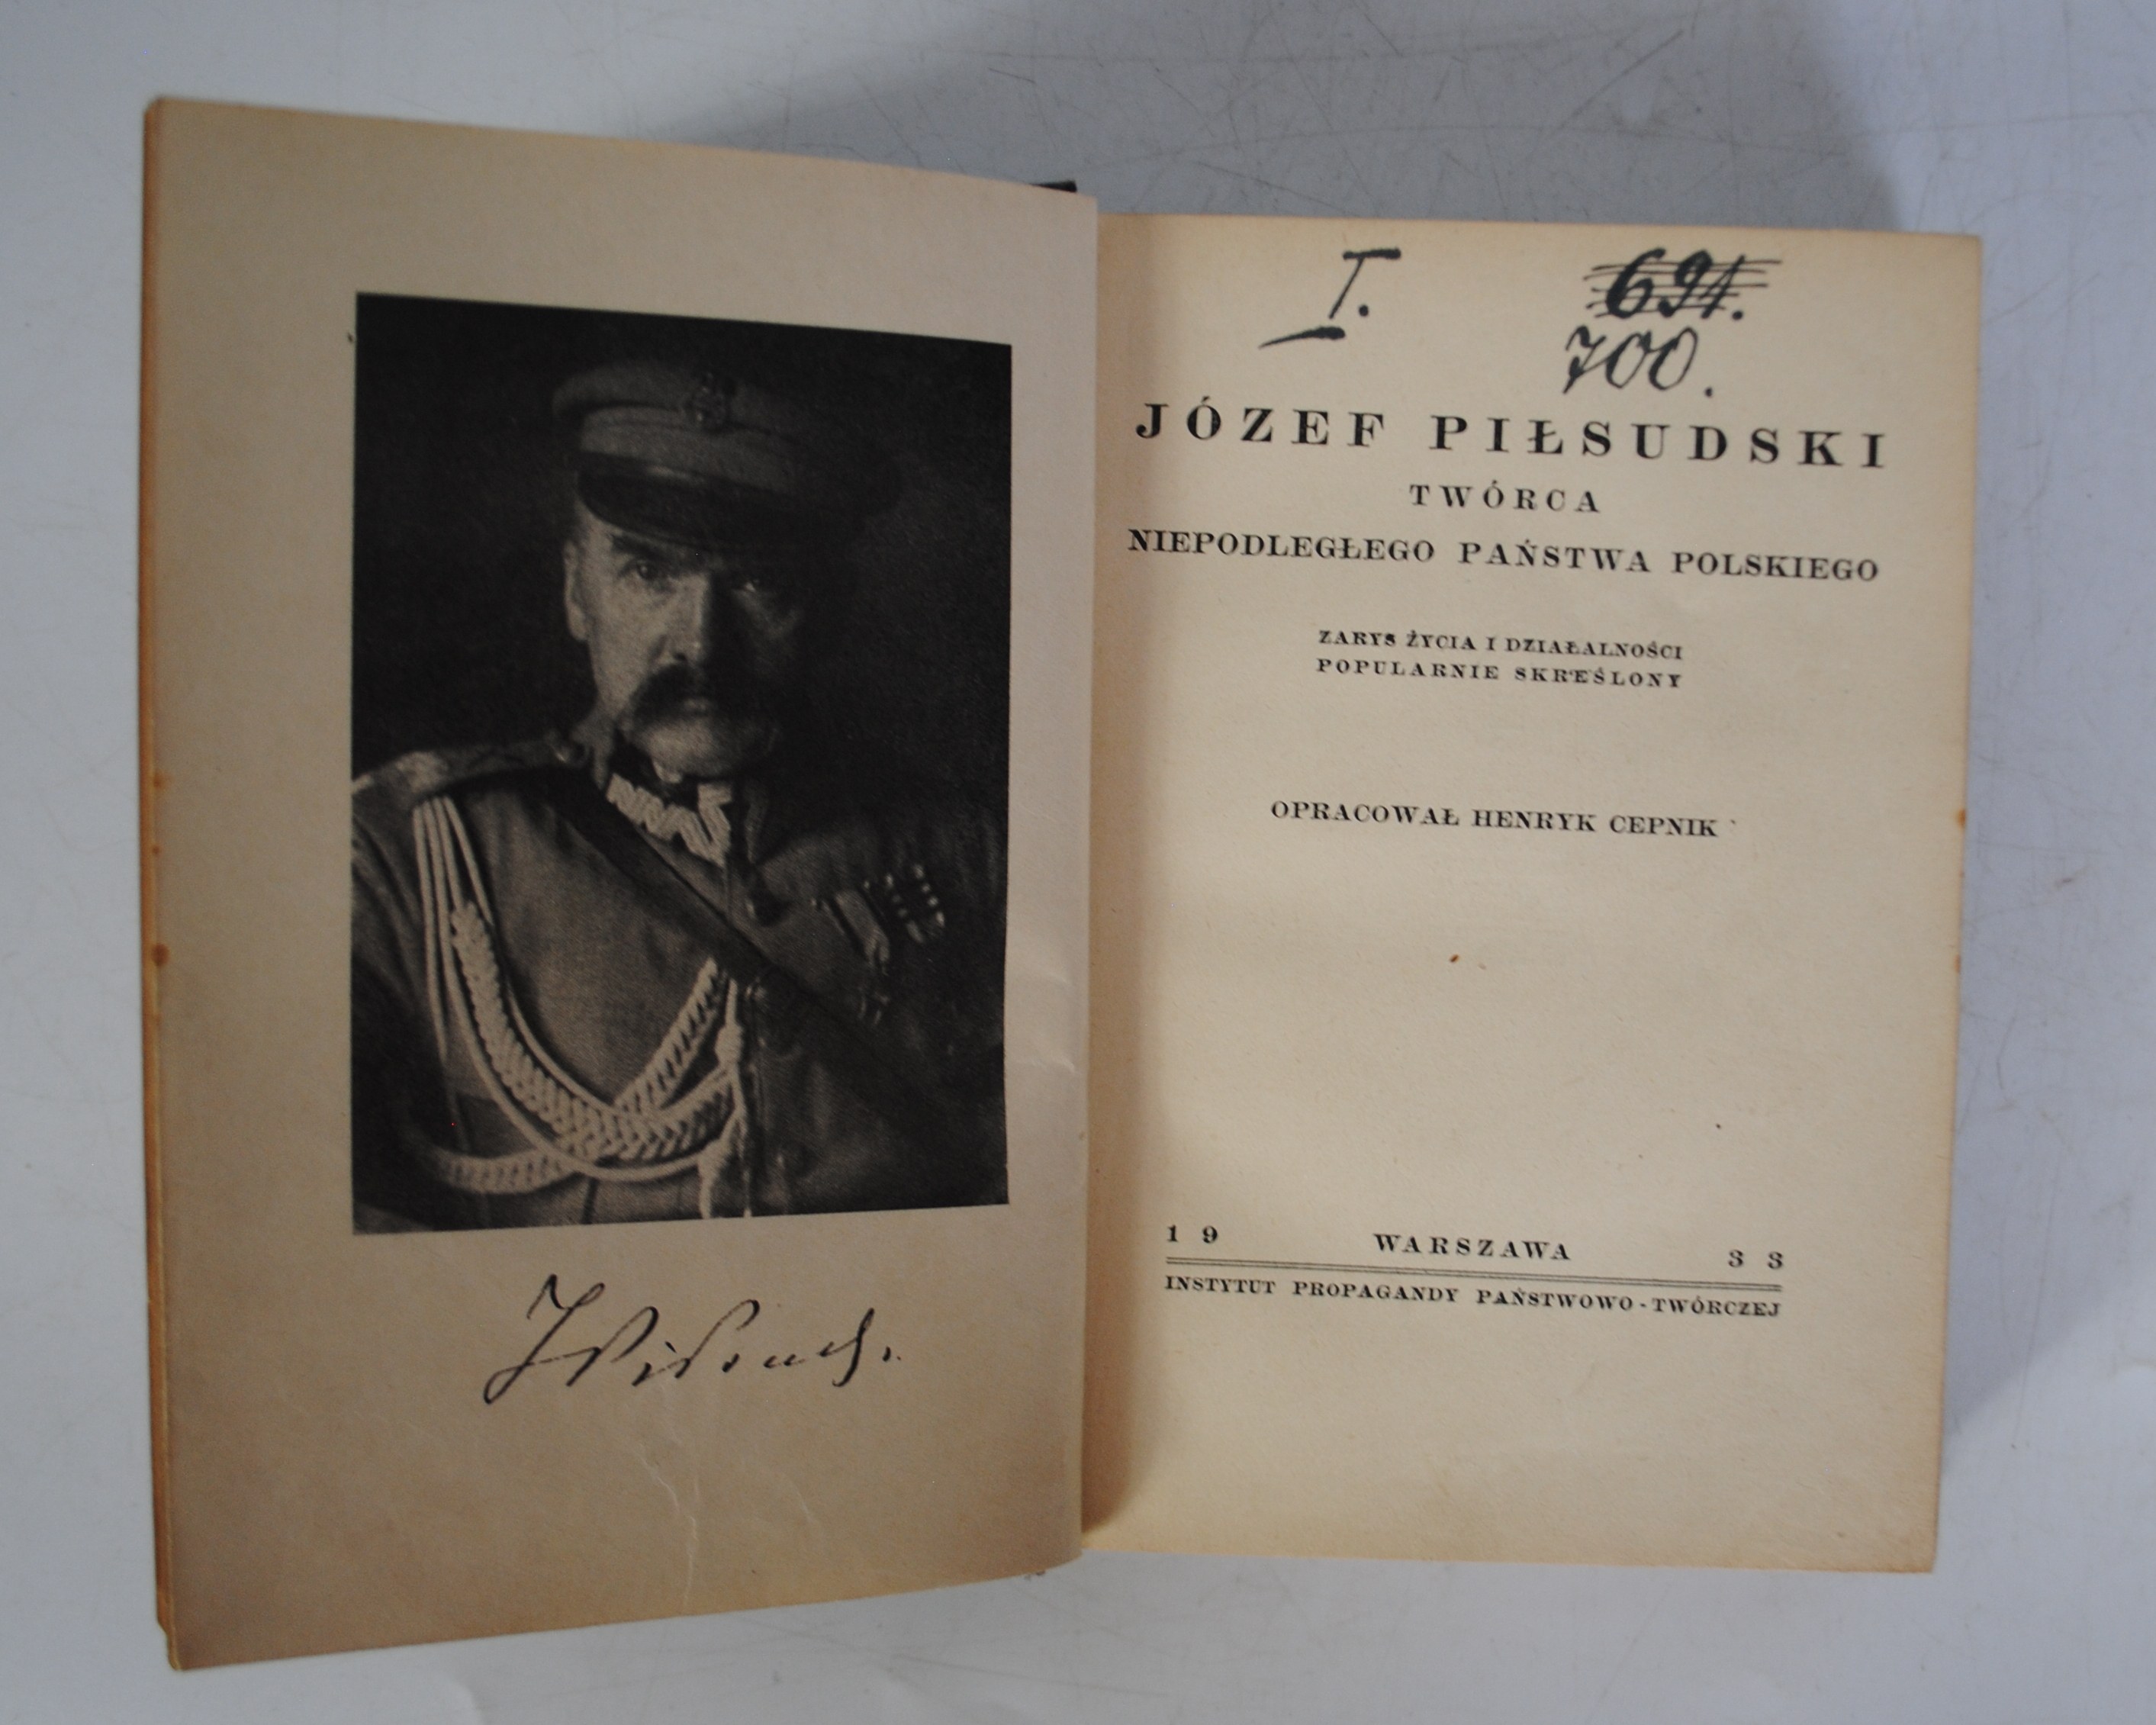 I.
691.
700.
JÓZEF PIŁSUDSKI
TWÓRCA
NIEPODLEGŁEGO PAŃSTWA POLSKIEGO
ZARYS ŻYCIA I DZIAŁALNOŚCI
POPULARNIE SKREŚLONY
OPRACOWAŁ HENRYK CEPNIK
19 WARSZAWA 33
INSTYTUT PROPAGANDY PAŃSTWOWO-TWÓRCZEJ